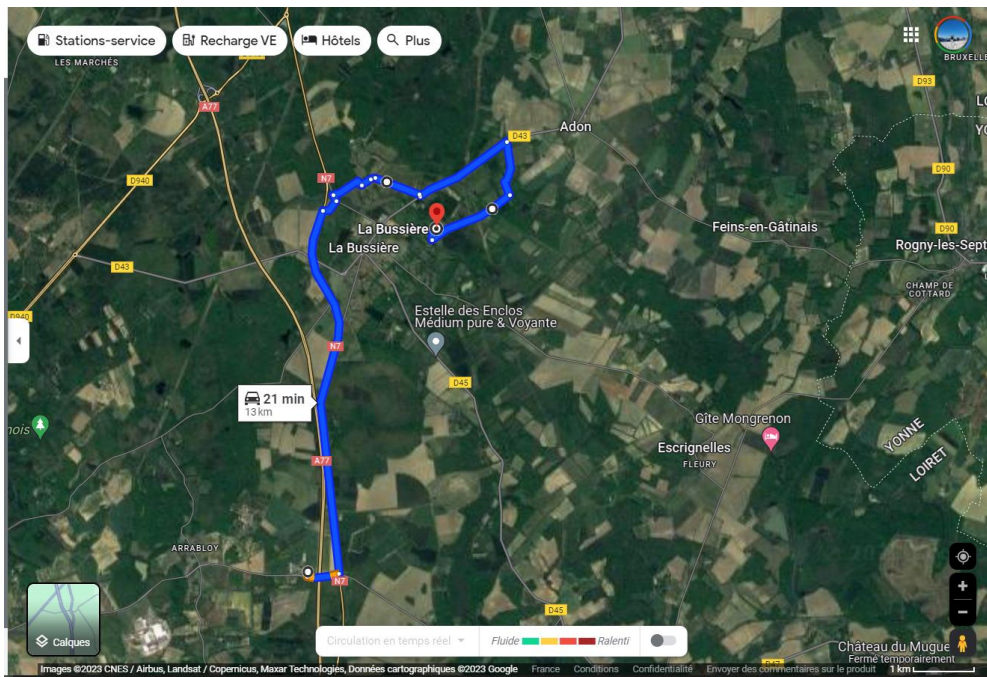 Stations-service
Recharge VE
Hôtels
Plus
LES MARCHÉS
BRUXELLE
A77
D93
D43
Adon
N7
D940
D90
La Bussière
La Bussière
Feins-en-Gâtinais
D90
Rogny-les-Sept
D43
CHAMP DE
COTTARD
D940
Estelle des Enclos
Médium pure & Voyante
N7
D45
21 min
13 km
Gîte Mongrenon
nois
Escrignelles
FLEURY
YONNE
LOIRET
A77
ARRABLOY
N7
D45
Calques
Circulation en temps réel
Fluide
Ralenti
Château du Mugue
Fermé temporairement
D47
Images ©2023 CNES / Airbus, Landsat / Copernicus, Maxar Technologies, Données cartographiques ©2023 Google France Conditions Confidentialité Envoyer des commentaires sur le produit 1 km